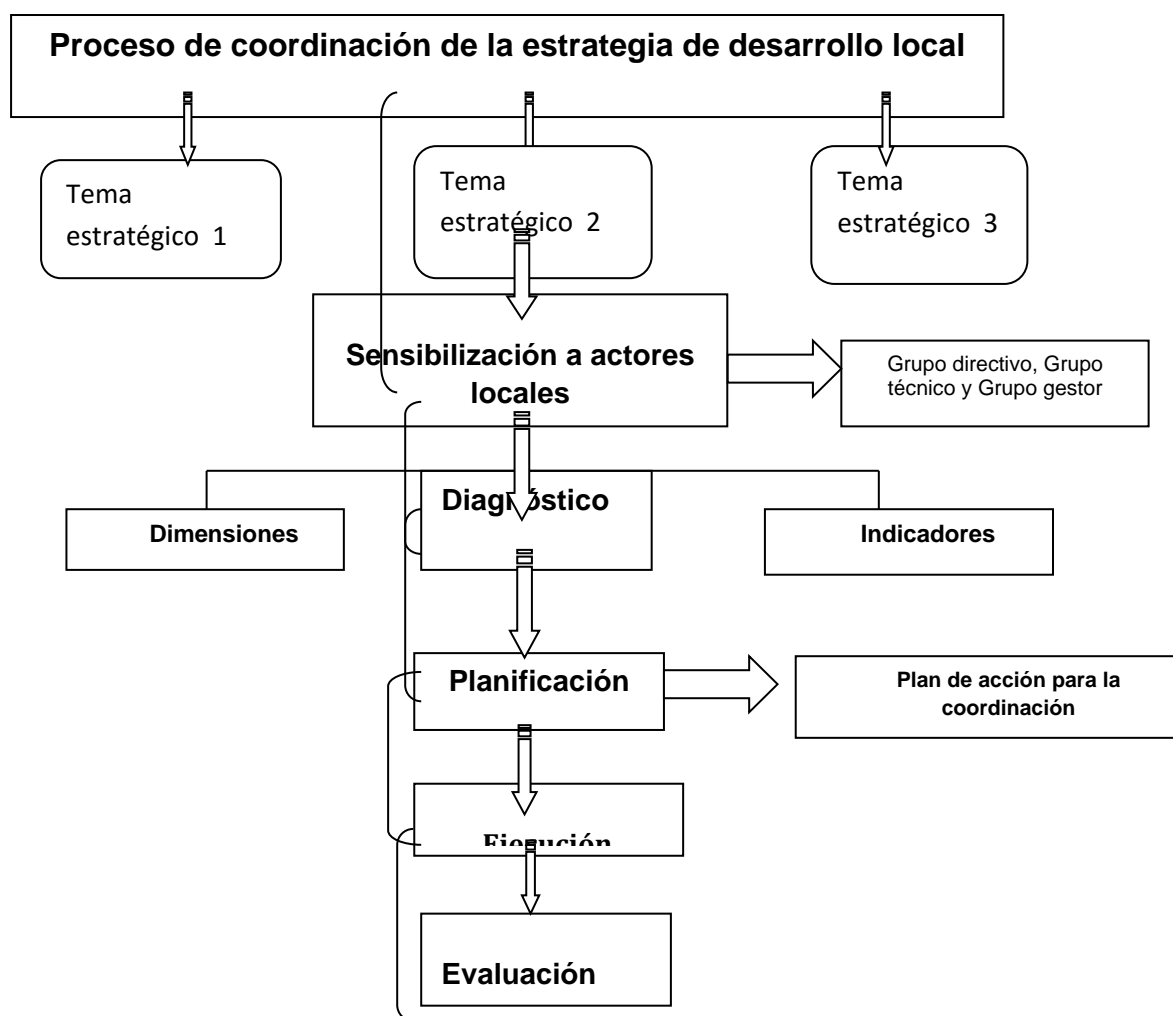 Proceso de coordinación de la estrategia de desarrollo local
Tema
estratégico 1
Tema
estratégico 2
Tema
estratégico 3
Sensibilización a actores
locales
Grupo directivo, Grupo
técnico y Grupo gestor
Diagnóstico
Dimensiones
Indicadores
Planificación
Plan de acción para la
coordinación
Ejecución
Evaluación